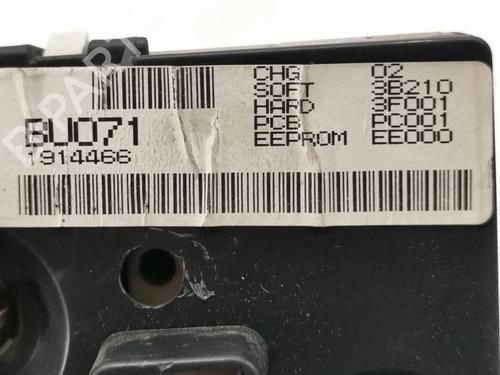 CHG 02
SOFT 3B210
HARD 3F001
PCB PC001
EEPROM EE000
BU071
1914466